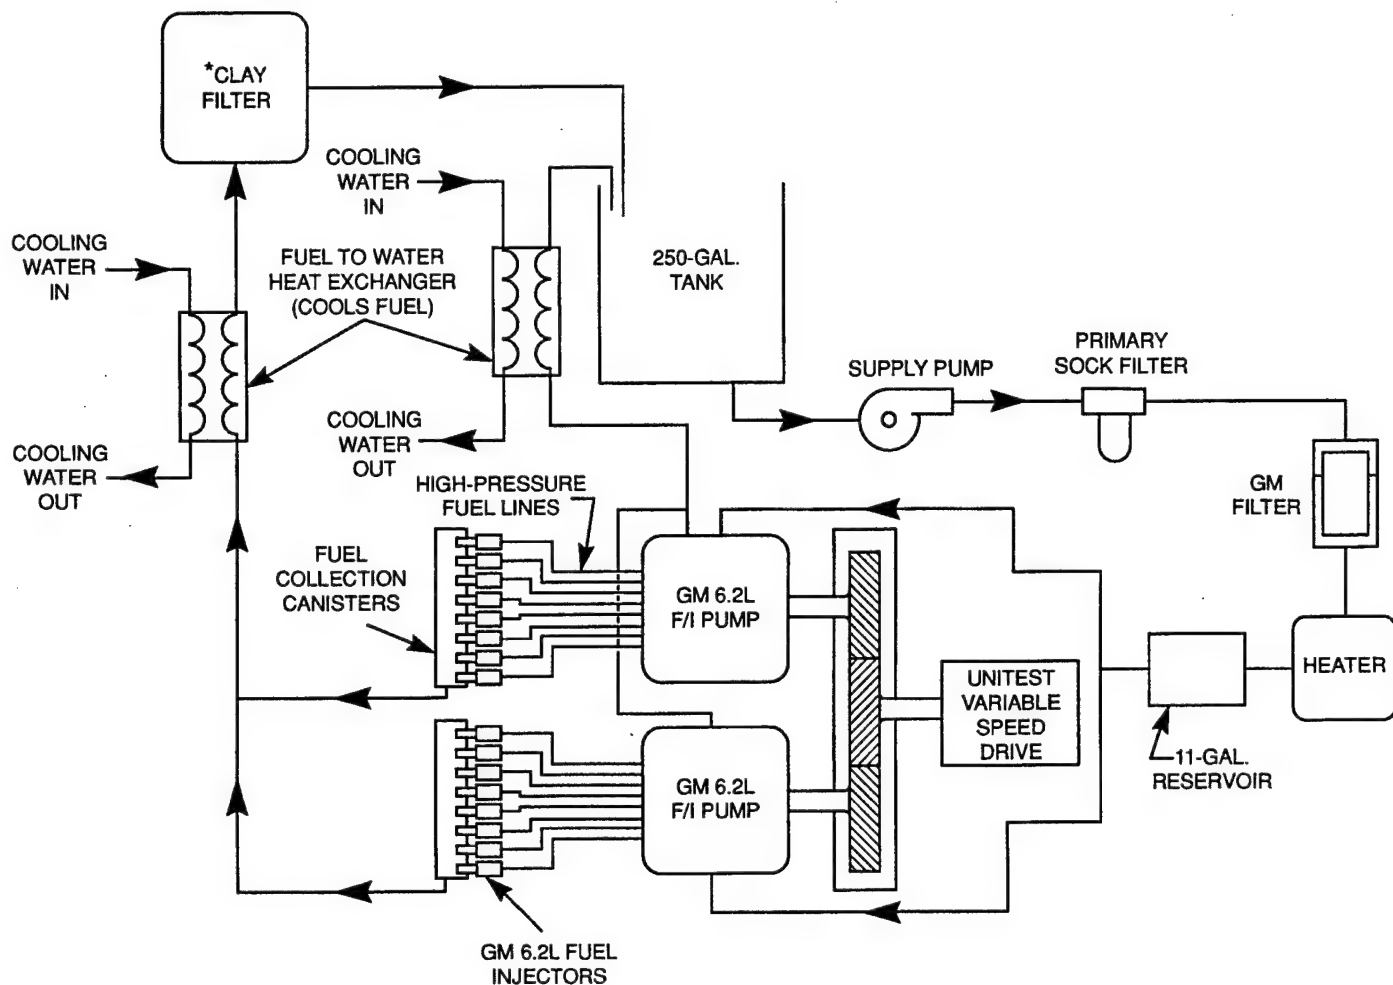 *CLAY
FILTER
COOLING
WATER
IN
COOLING
WATER
IN
FUEL TO WATER
HEAT EXCHANGER
(COOLS FUEL)
250-GAL.
TANK
SUPPLY PUMP
PRIMARY
SOCK FILTER
COOLING
WATER
OUT
COOLING
WATER
OUT
HIGH-PRESSURE
FUEL LINES
GM
FILTER
FUEL
COLLECTION
CANISTERS
GM 6.2L
F/I PUMP
HEATER
UNITEST
VARIABLE
SPEED
DRIVE
11-GAL.
RESERVOIR
GM 6.2L
F/I PUMP
GM 6.2L FUEL
INJECTORS